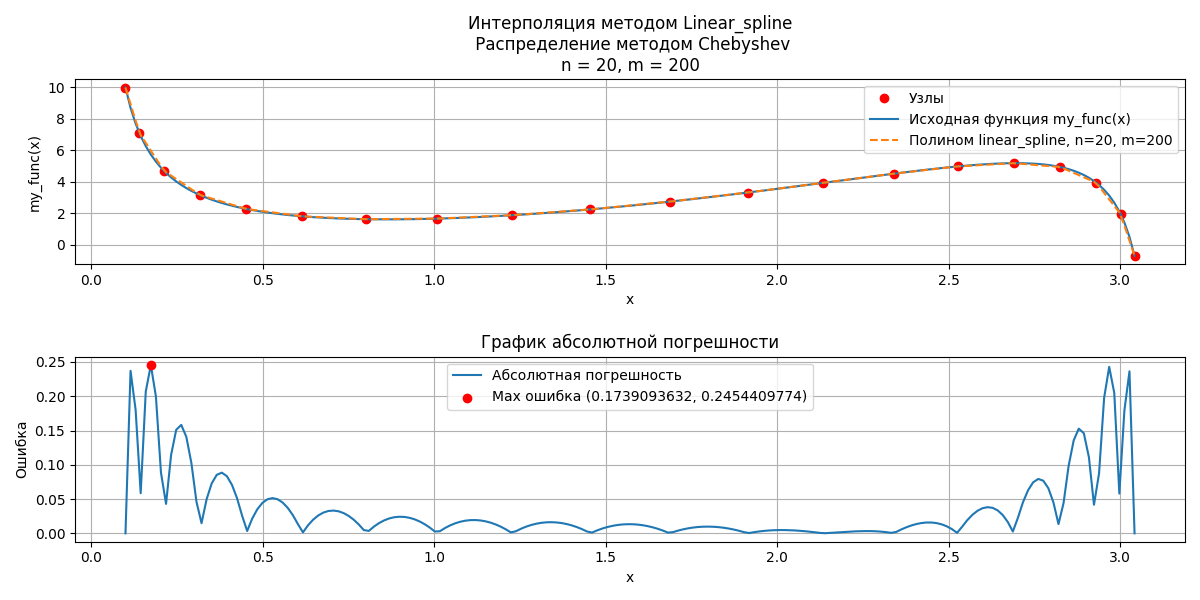 Интерполяция методом Linear_spline
Распределение методом Chebyshev
n = 20, m = 200
10
8
6
4
2
0
my_func(x)
Узлы
Исходная функция my_func(x)
Полином linear_spline, n=20, m=200
0.0 0.5 1.0 1.5 2.0 2.5 3.0
x
График абсолютной погрешности
0.25
0.20
0.15
0.10
0.05
0.00
Ошибка
Абсолютная погрешность
Max ошибка (0.1739093632, 0.2454409774)
0.0 0.5 1.0 1.5 2.0 2.5 3.0
x